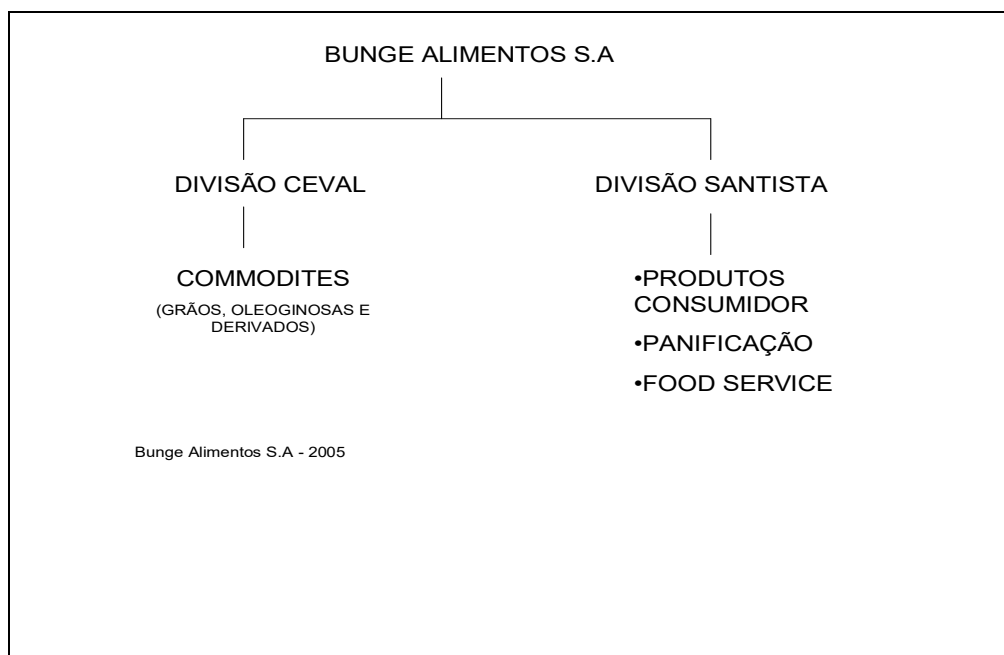 BUNGE ALIMENTOS S.A
DIVISÃO CEVAL
DIVISÃO SANTISTA
COMMODITES
(GRÃOS, OLEOGINOSAS E
DERIVADOS)
•PRODUTOS
CONSUMIDOR
•PANIFICAÇÃO
•FOOD SERVICE
Bunge Alimentos S.A - 2005